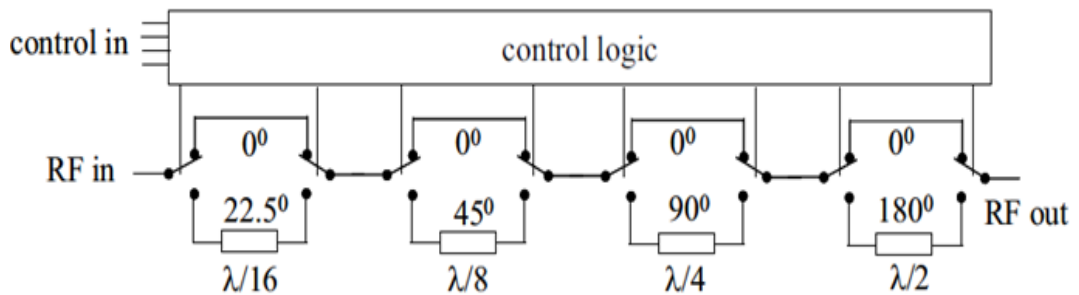 control in
control logic
0⁰ 0⁰ 0⁰ 0⁰
RF in
22.5⁰ 45⁰ 90⁰ 180⁰
RF out
λ/16 λ/8 λ/4 λ/2